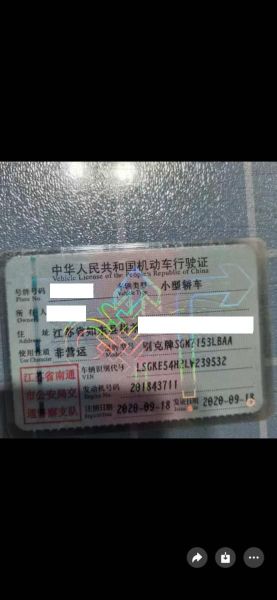 中华人民共和国机动车行驶证
Vehicle License of the People's Republic of China
号牌号码 车辆类型 小型轿车
Plate No. Vehicle Type
所有人
Owner
住址 江苏省如东县
Address
使用性质 非营运 品牌型号 别克牌SGK7153LBAA
Use Character Model
江苏省南通
市公安局交
通警察支队
车辆识别代号 LSGKE54H2LW239532
VIN
发动机号码 201843711
Engine No.
注册日期 2020-09-18 发证日期 2020-09-18
Register Date Issue Date